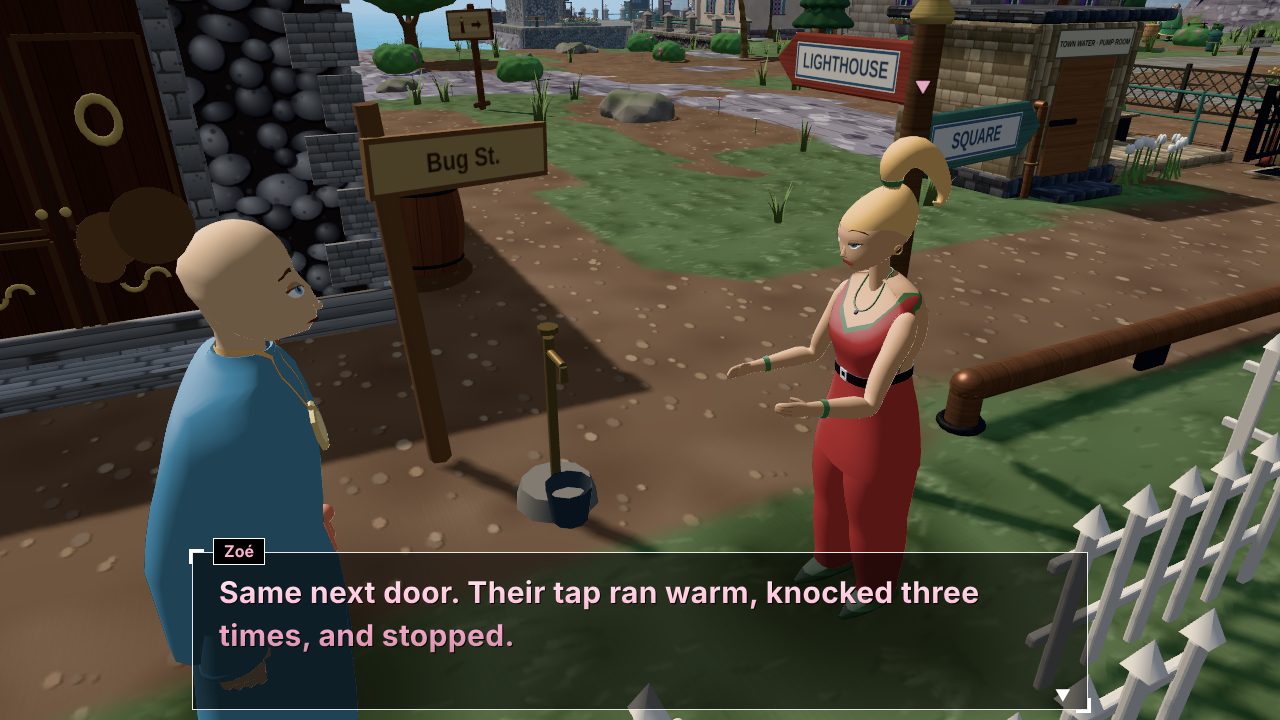 i →
LIGHTHOUSE
TOWN WATER · PUMP ROOM
SQUARE
Bug St.
Zoé
Same next door. Their tap ran warm, knocked three
times, and stopped.